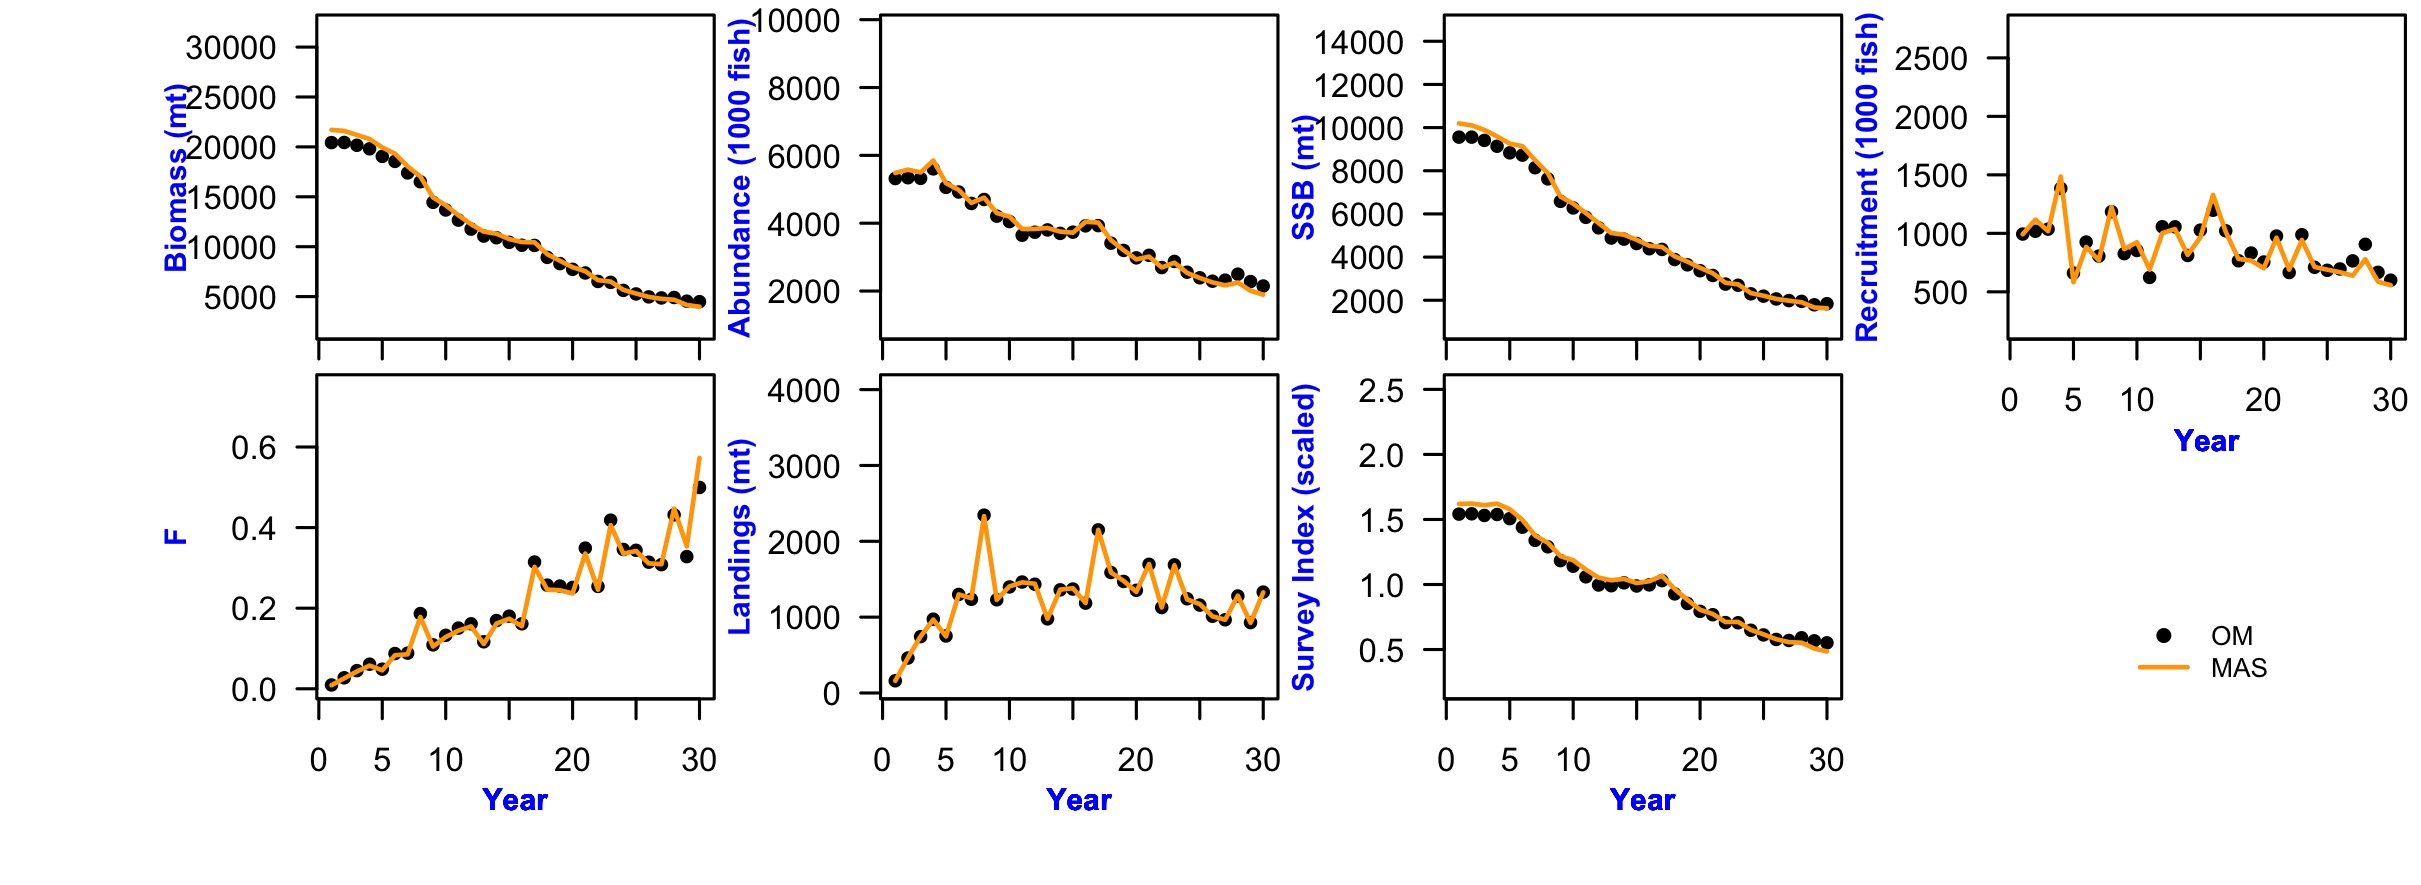 Biomass (mt)
30000
25000
20000
15000
10000
5000
Abundance (1000 fish)
10000
8000
6000
4000
2000
SSB (mt)
14000
12000
10000
8000
6000
4000
2000
Recruitment (1000 fish)
2500
2000
1500
1000
500
0 5 10 20 30
Year
F
0.6
0.4
0.2
0.0
0 5 10 20 30
Year
Landings (mt)
4000
3000
2000
1000
0
0 5 10 20 30
Year
Survey Index (scaled)
2.5
2.0
1.5
1.0
0.5
0 5 10 20 30
Year
OM
MAS